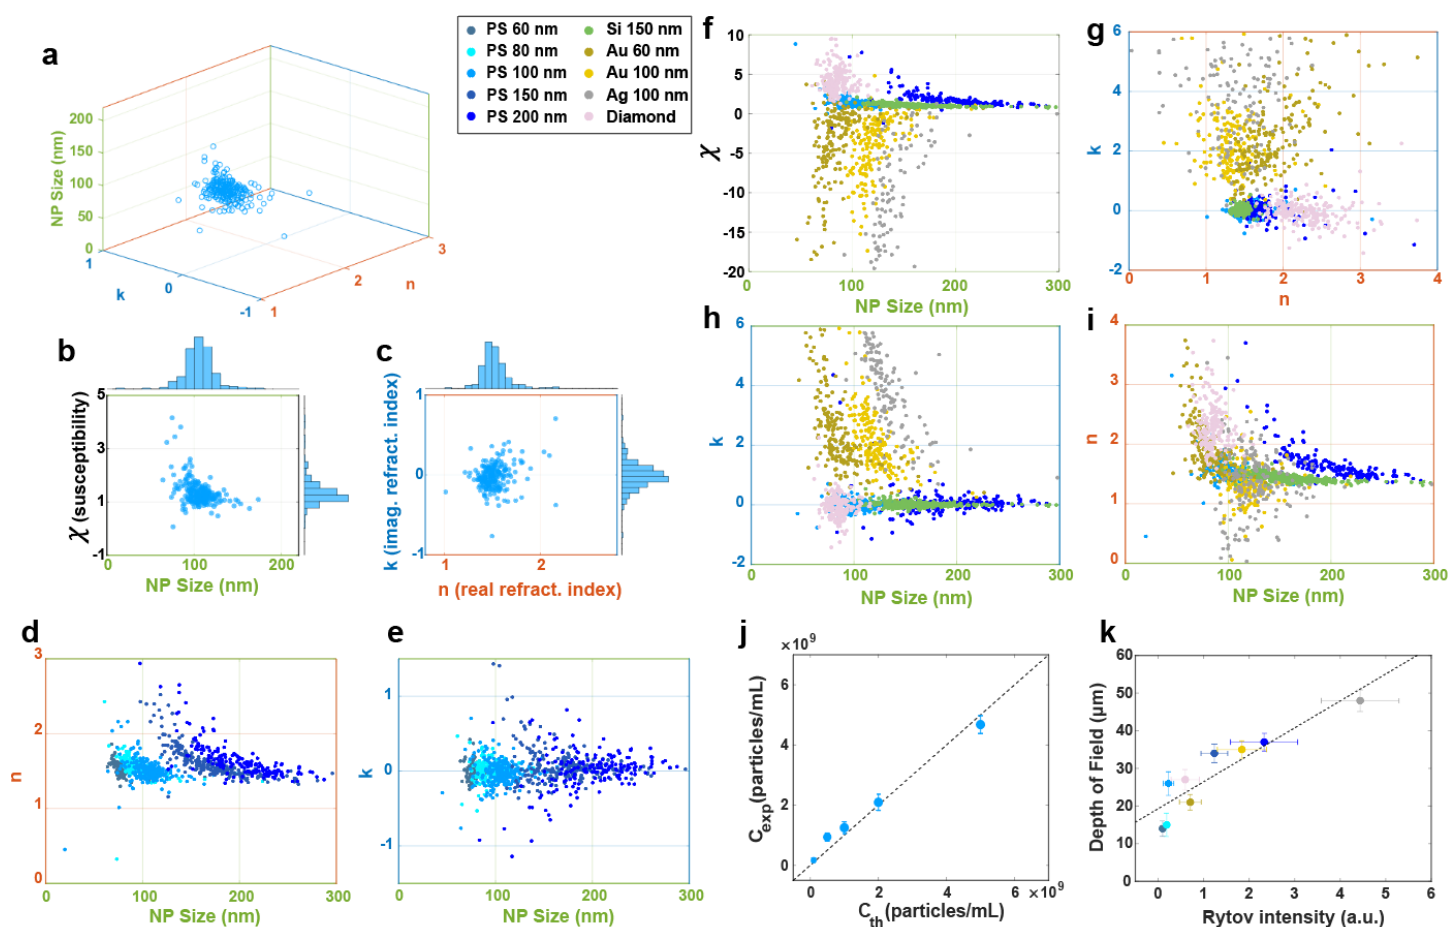 a
200
150
100
50
0
NP Size (nm)
1
0
-1
k
1
2
3
n
PS 60 nm
PS 80 nm
PS 100 nm
PS 150 nm
PS 200 nm
Si 150 nm
Au 60 nm
Au 100 nm
Ag 100 nm
Diamond
f
10
5
0
-5
-10
-15
-20
χ
0
100
200
300
NP Size (nm)
g
6
4
2
0
-2
k
0
1
2
3
4
n
b
5
3
1
-1
χ (susceptibility)
0
100
200
NP Size (nm)
c
1
0
-1
k (imag. refract. index)
1
2
n (real refract. index)
h
6
4
2
0
-2
k
0
100
200
300
NP Size (nm)
i
4
3
2
1
0
n
0
100
200
300
NP Size (nm)
d
3
2
1
0
n
0
100
200
300
NP Size (nm)
e
1
0
-1
k
0
100
200
300
NP Size (nm)
j
×10⁹
6
4
2
0
C_exp(particles/mL)
0
2
4
6 ×10⁹
C_th(particles/mL)
k
60
50
40
30
20
10
0
Depth of Field (µm)
0
1
2
3
4
5
6
Rytov intensity (a.u.)